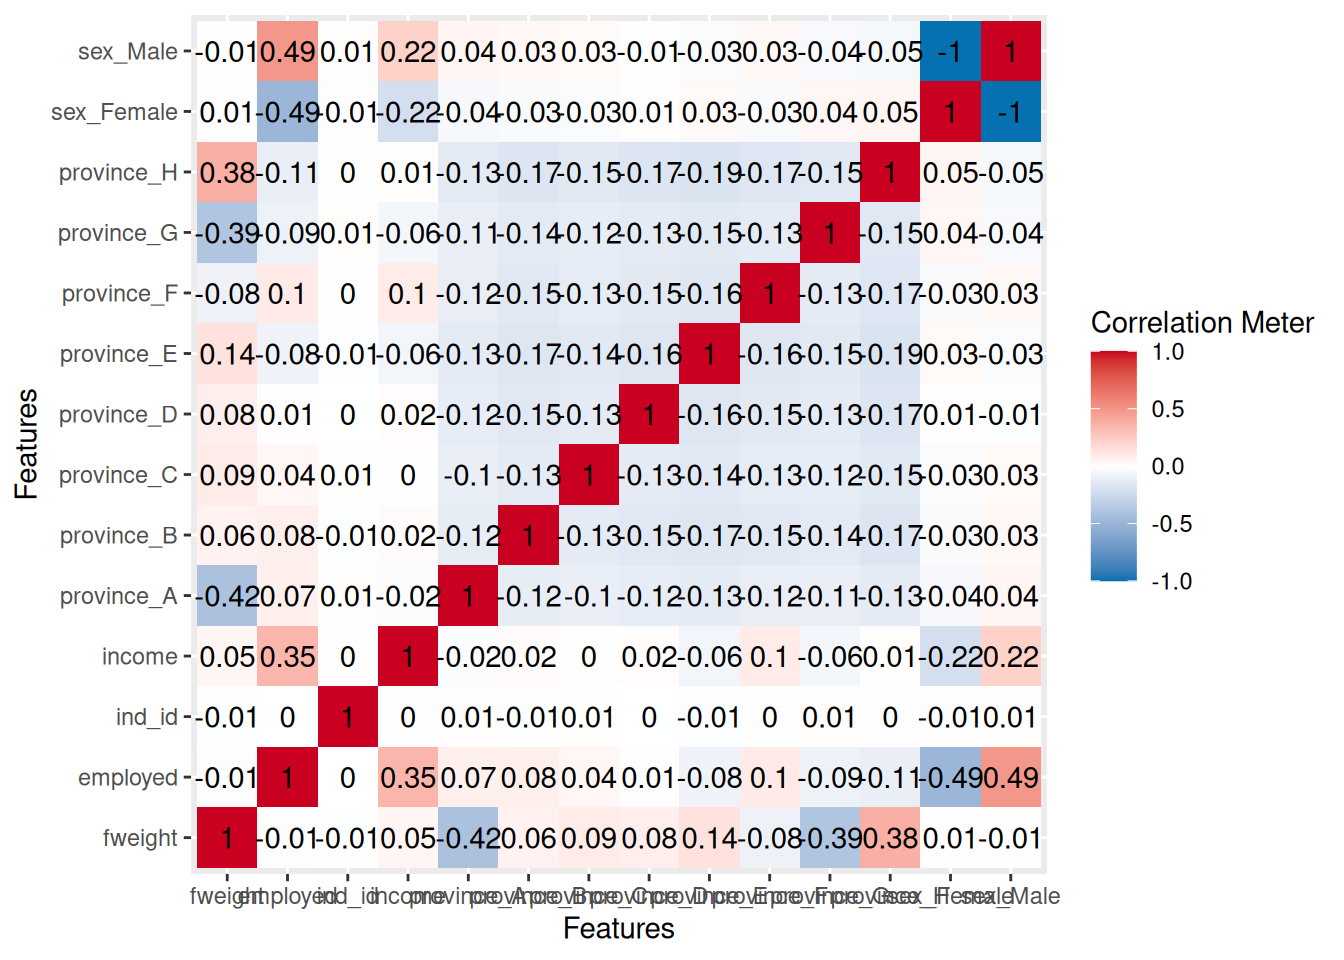 sex_Male -0.01 0.49 0.01 0.22 0.04 0.03 0.03 -0.01 -0.03 0.03 -0.04 -0.05 -1 1
sex_Female 0.01 -0.49 -0.01 -0.22 -0.04 -0.03 -0.03 0.01 0.03 -0.03 0.04 0.05 1 -1
province_H 0.38 -0.11 0 0.01 -0.13 -0.17 -0.15 -0.17 -0.19 -0.17 -0.15 1 0.05 -0.05
province_G -0.39 -0.09 0.01 -0.06 -0.11 -0.14 -0.12 -0.13 -0.15 -0.13 1 -0.15 0.04 -0.04
province_F -0.08 0.1 0 0.1 -0.12 -0.15 -0.13 -0.15 -0.16 1 -0.13 -0.17 -0.03 0.03
province_E 0.14 -0.08 -0.01 -0.06 -0.13 -0.17 -0.14 -0.16 1 -0.16 -0.15 -0.19 0.03 -0.03
province_D 0.08 0.01 0 0.02 -0.12 -0.15 -0.13 1 -0.16 -0.15 -0.13 -0.17 0.01 -0.01
province_C 0.09 0.04 0.01 0 -0.1 -0.13 1 -0.13 -0.14 -0.13 -0.12 -0.15 -0.03 0.03
province_B 0.06 0.08 -0.01 0.02 -0.12 1 -0.13 -0.15 -0.17 -0.15 -0.14 -0.17 -0.03 0.03
province_A -0.42 0.07 0.01 -0.02 1 -0.12 -0.1 -0.12 -0.13 -0.12 -0.11 -0.13 -0.04 0.04
income 0.05 0.35 0 1 -0.02 0.02 0 0.02 -0.06 0.1 -0.06 0.01 -0.22 0.22
ind_id -0.01 0 1 0 0.01 -0.01 0.01 0 -0.01 0 0.01 0 -0.01 0.01
employed -0.01 1 0 0.35 0.07 0.08 0.04 0.01 -0.08 0.1 -0.09 -0.11 -0.49 0.49
fweight 1 -0.01 -0.01 0.05 -0.42 0.06 0.09 0.08 0.14 -0.08 -0.39 0.38 0.01 -0.01
fweight employed ind_id income province_A province_B province_C province_D province_E province_F province_G province_H sex_Female sex_Male
Features
Features
Correlation Meter
1.0
0.5
0.0
-0.5
-1.0